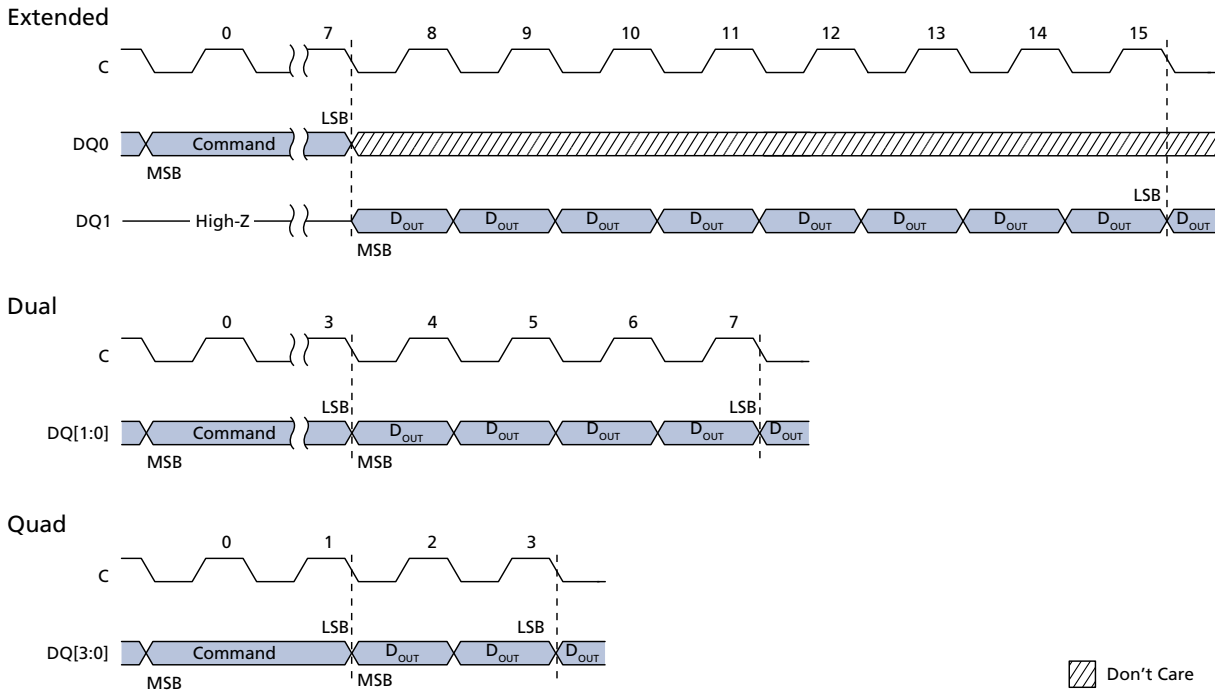 Extended
0 7 8 9 10 11 12 13 14 15
C
LSB
DQ0 Command
MSB
LSB
DQ1 High-Z DOUT DOUT DOUT DOUT DOUT DOUT DOUT DOUT DOUT
MSB
Dual
0 3 4 5 6 7
C
LSB LSB
DQ[1:0] Command DOUT DOUT DOUT DOUT DOUT
MSB MSB
Quad
0 1 2 3
C
LSB LSB
DQ[3:0] Command DOUT DOUT DOUT
MSB MSB
Don't Care